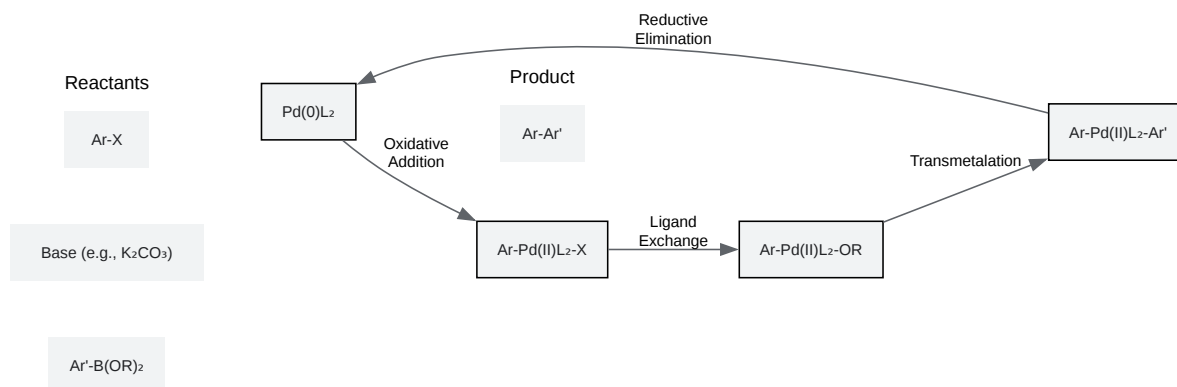 Reductive
Elimination
Reactants
Product
Pd(0)L₂
Ar-X
Ar-Ar'
Ar-Pd(II)L₂-Ar'
Oxidative
Addition
Transmetalation
Ligand
Exchange
Base (e.g., K₂CO₃)
Ar-Pd(II)L₂-X
Ar-Pd(II)L₂-OR
Ar'-B(OR)₂